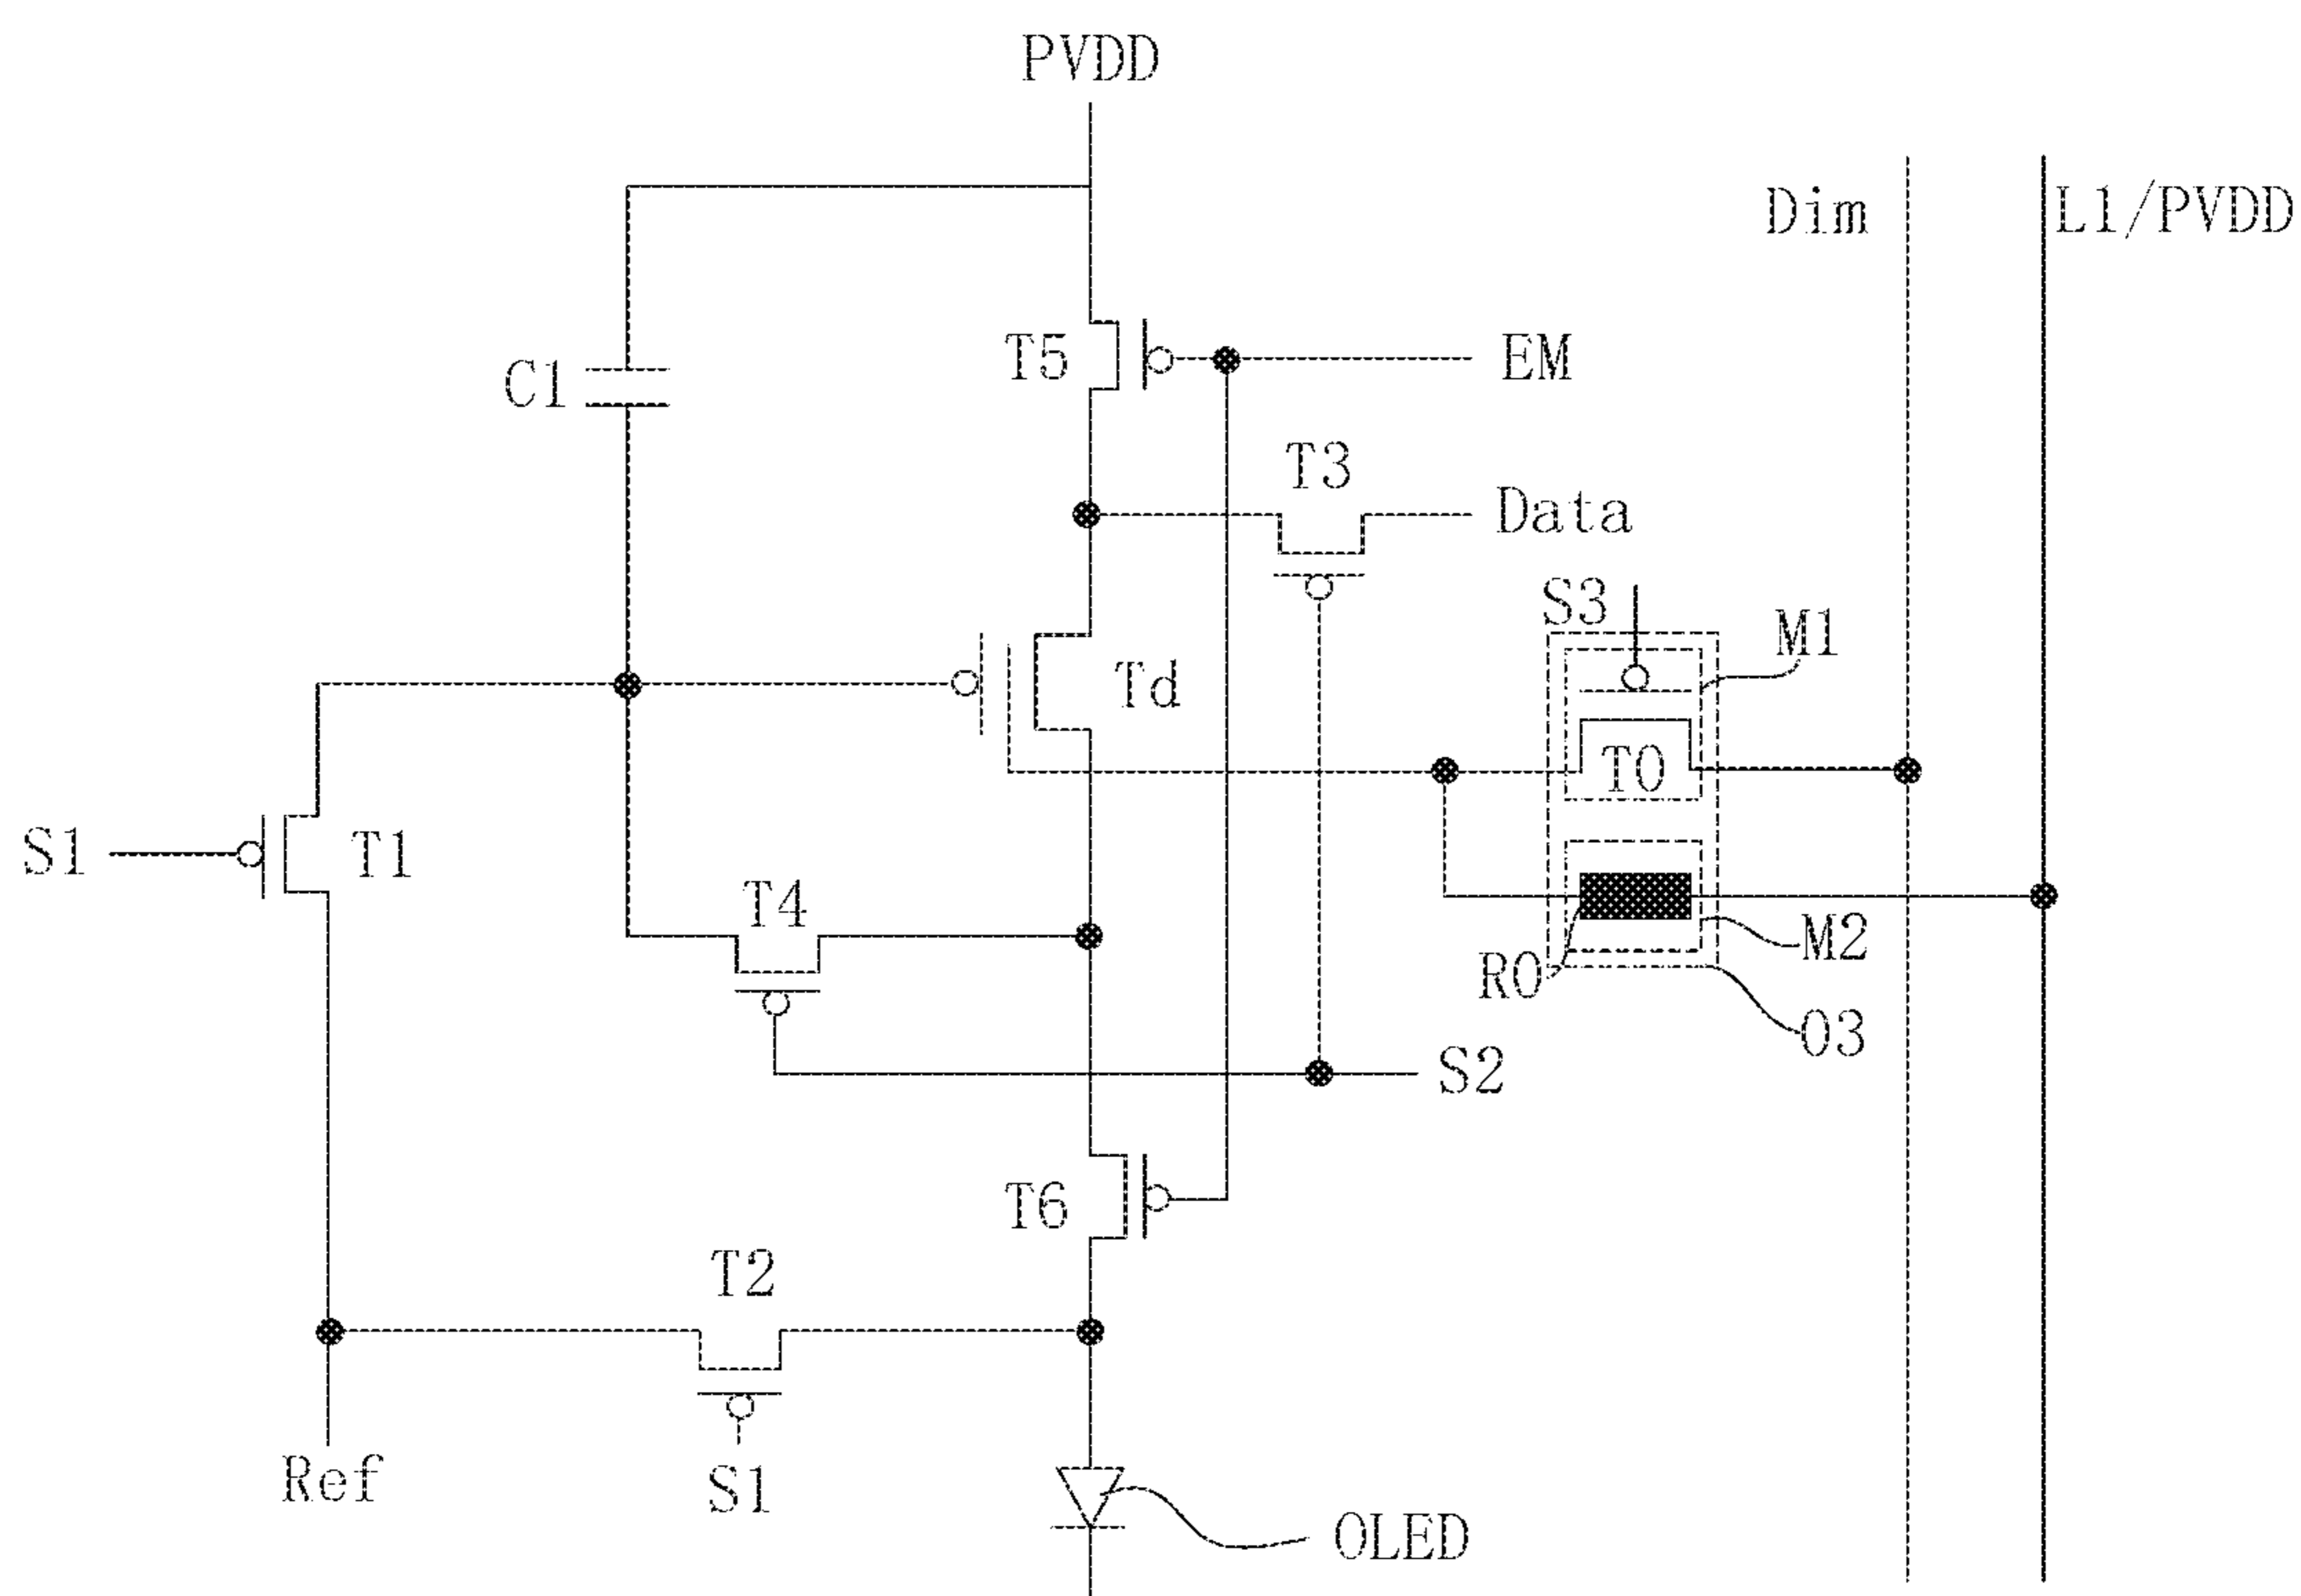 PVDD
Dim
L1/PVDD
T5
EM
C1
T3
Data
S3
M1
Td
T0
S1
T1
T4
M2
R0
03
S2
T6
T2
Ref
S1
OLED